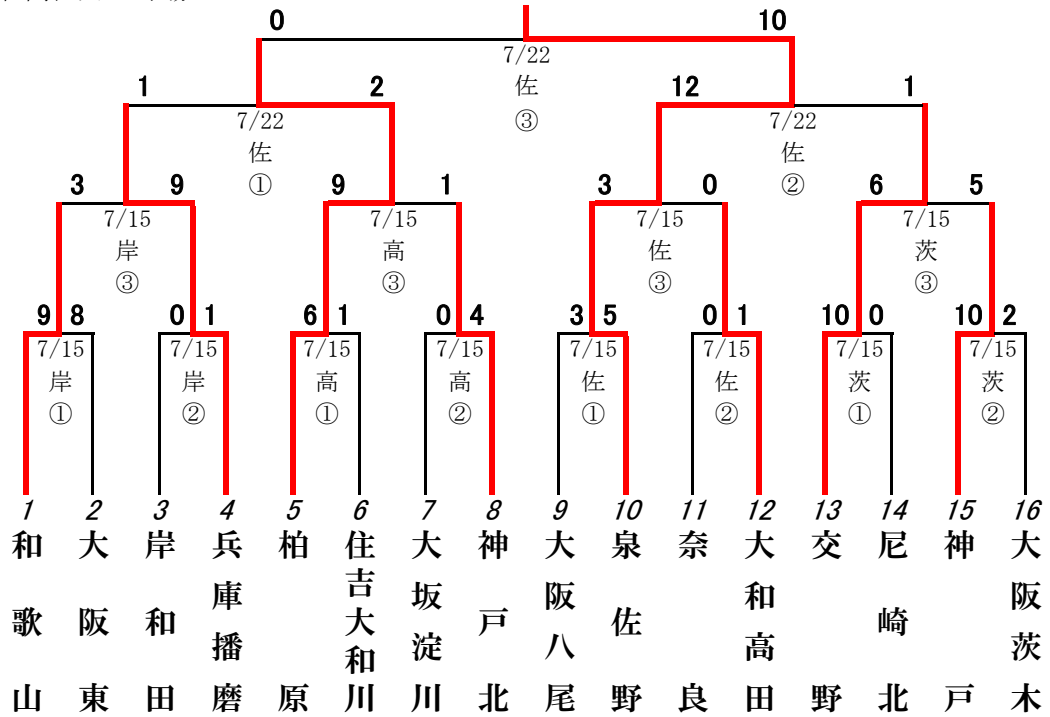 0 10
7/22
佐
③
1 2 12 1
7/22 7/22
佐 佐
① ②
3 9 9 1 3 0 6 5
7/15 7/15 7/15 7/15
岸 高 佐 茨
③ ③ ③ ③
9 8 0 1 6 1 0 4 3 5 0 1 10 0 10 2
7/15 7/15 7/15 7/15 7/15 7/15 7/15 7/15
岸 岸 高 高 佐 佐 茨 茨
① ② ① ② ① ② ① ②
1 2 3 4 5 6 7 8 9 10 11 12 13 14 15 16
和歌山
大阪東
岸和田
兵庫播磨
柏原
住吉大和川
大坂淀川
神戸北
大阪八尾
泉佐野
奈良
大和高田
交野
尼崎北
神戸
大阪茨木